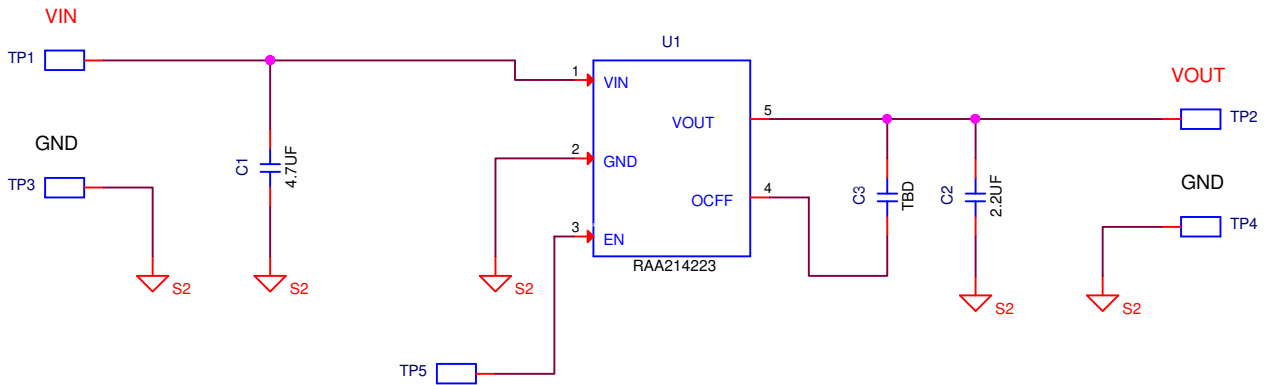 VIN
TP1
GND
TP3
S2
C1
4.7UF
S2
U1
1
VIN
2
GND
3
EN
VOUT
5
OCFF
4
RAA214223
S2
TP5
C3
TBD
C2
2.2UF
S2
VOUT
TP2
GND
TP4
S2